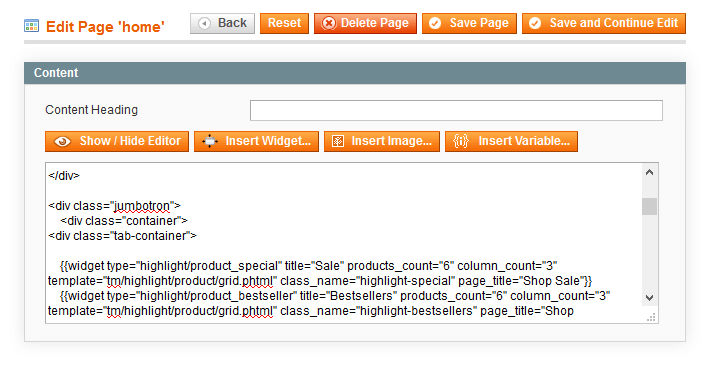 Edit Page 'home'
Back
Reset
Delete Page
Save Page
Save and Continue Edit
Content
Content Heading
Show / Hide Editor
Insert Widget...
Insert Image...
Insert Variable...
</div>
<div class="jumbotron">
<div class="container">
<div class="tab-container">
{{widget type="highlight/product_special" title="Sale" products_count="6" column_count="3"
template="tm/highlight/product/grid.phtml" class_name="highlight-special" page_title="Shop Sale"}}
{{widget type="highlight/product_bestseller" title="Bestsellers" products_count="6" column_count="3"
template="tm/highlight/product/grid.phtml" class_name="highlight-bestsellers" page_title="Shop